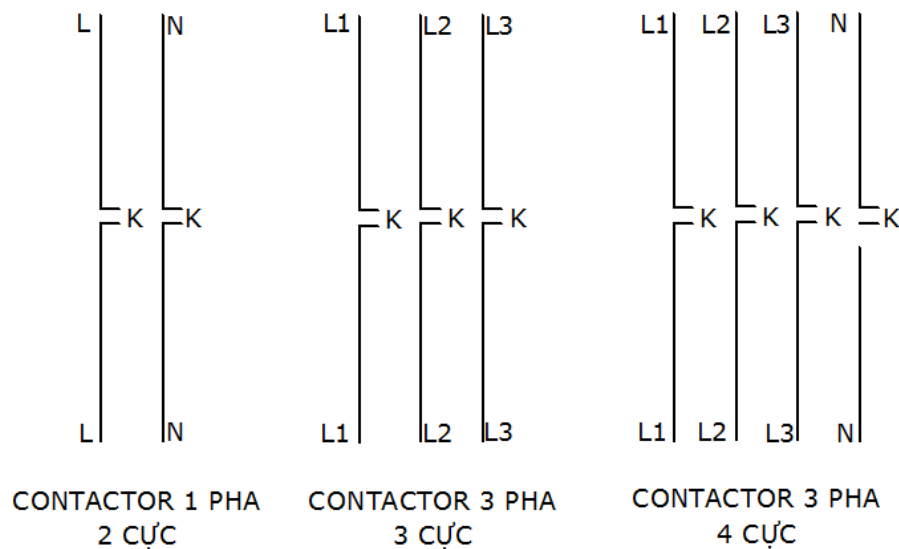 L N L1 L2 L3 L1 L2 L3 N
K K K K K K K K K
L N L1 L2 L3 L1 L2 L3 N
CONTACTOR 1 PHA
2 CỰC
CONTACTOR 3 PHA
3 CỰC
CONTACTOR 3 PHA
4 CỰC